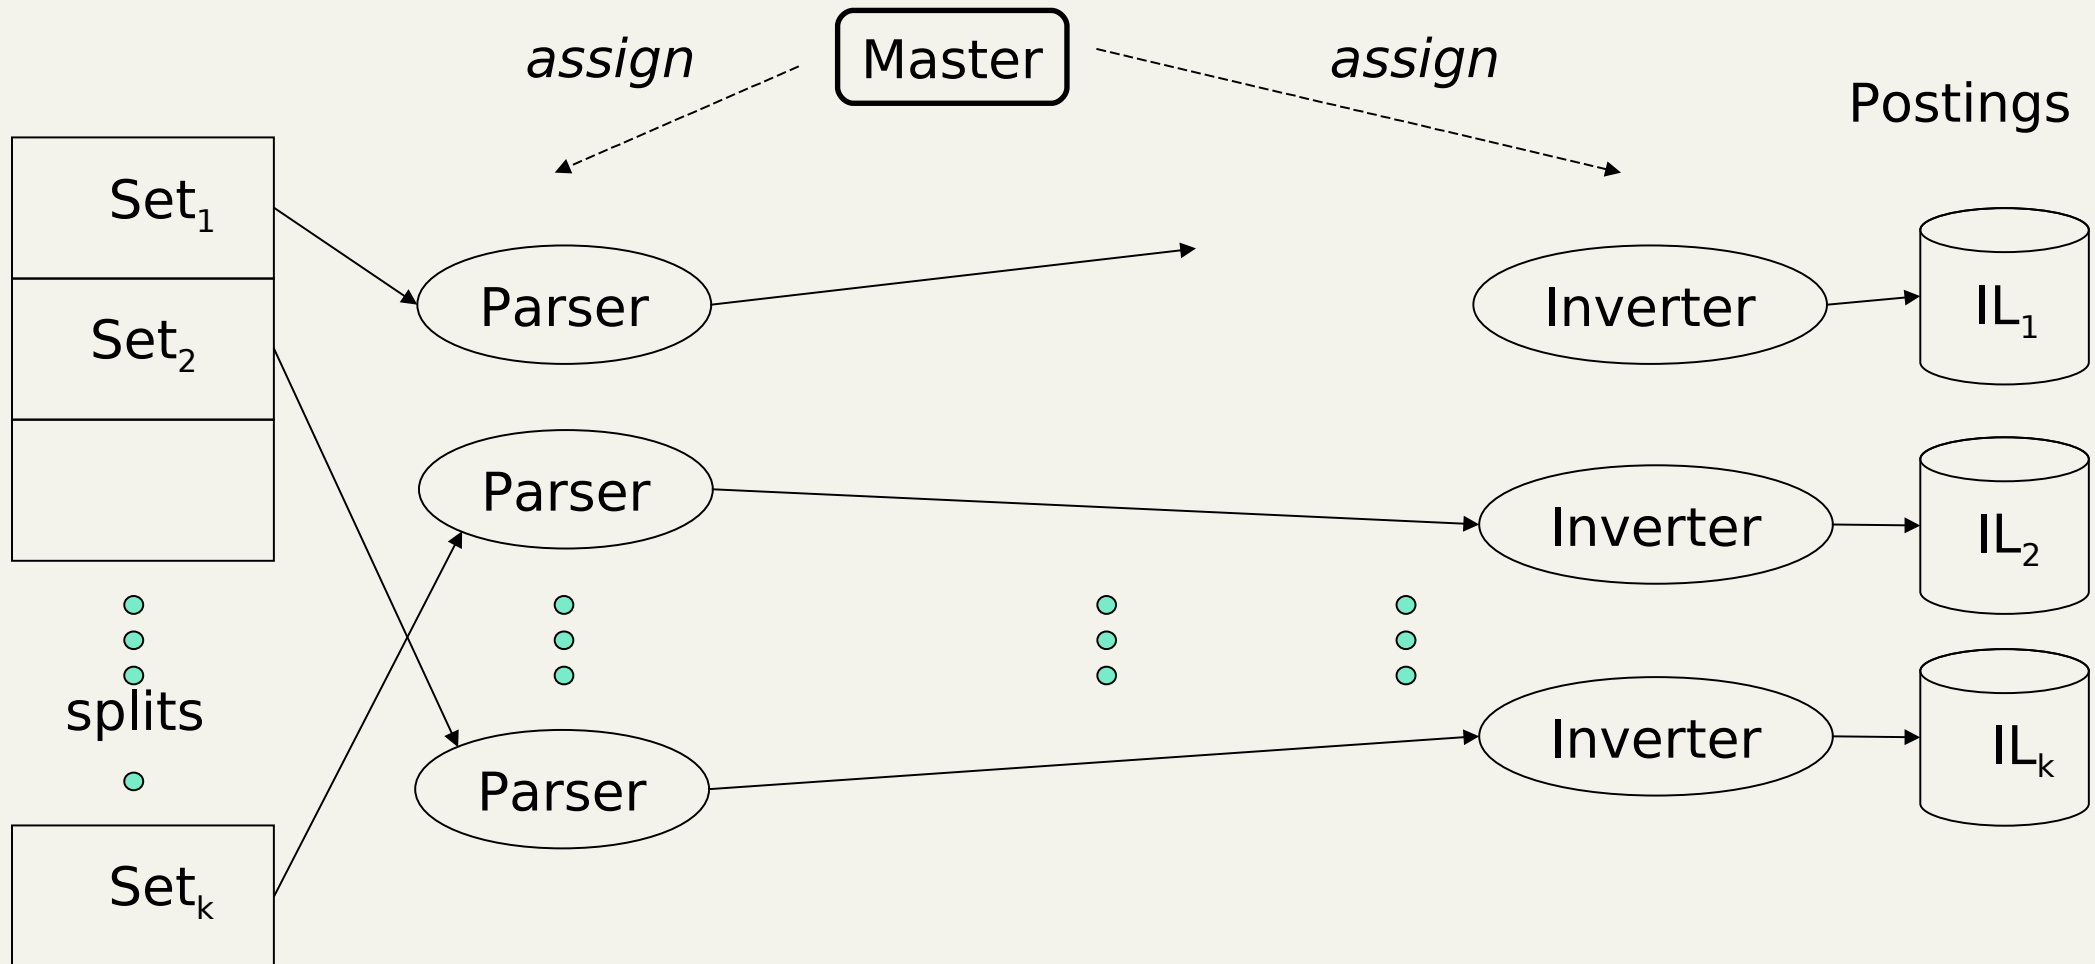 assign
Master
assign
Postings
Set₁
Parser
Inverter
IL₁
Set₂
Parser
Inverter
IL₂
splits
Parser
Inverter
ILₖ
Setₖ